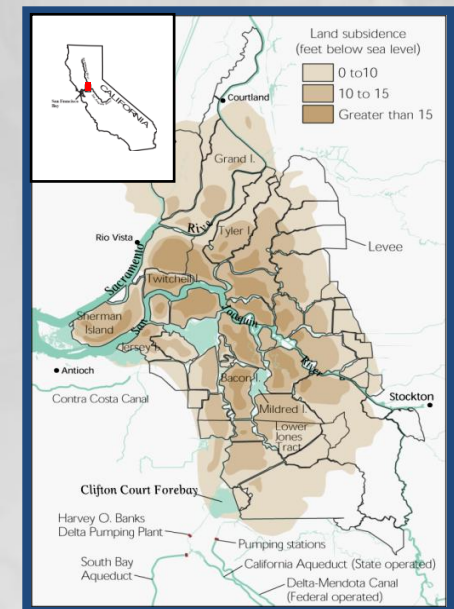 Land subsidence
(feet below sea level)
0 to10
10 to 15
Greater than 15
CALIFORNIA
San Francisco
Bay
Courtland
Grand I.
River
Tyler I.
Rio Vista
Levee
Sacramento
Twitchell I.
Sherman
Island
San
Joaquin
River
Jersey I.
Antioch
Bacon I.
Stockton
Contra Costa Canal
Mildred I.
Lower
Jones
Tract
Clifton Court Forebay
Harvey O. Banks
Delta Pumping Plant
Pumping stations
South Bay
Aqueduct
California Aqueduct (State operated)
Delta-Mendota Canal
(Federal operated)